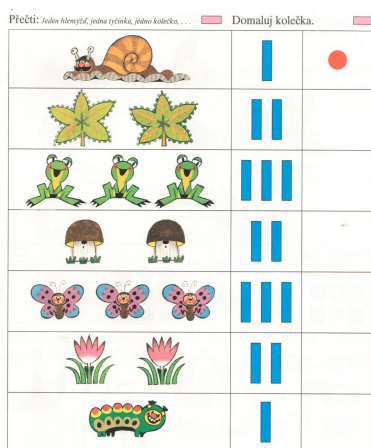 Přečti: Jeden hlemýžď, jedna tyčinka, jedno kolečko, . . . Domaluj kolečka.